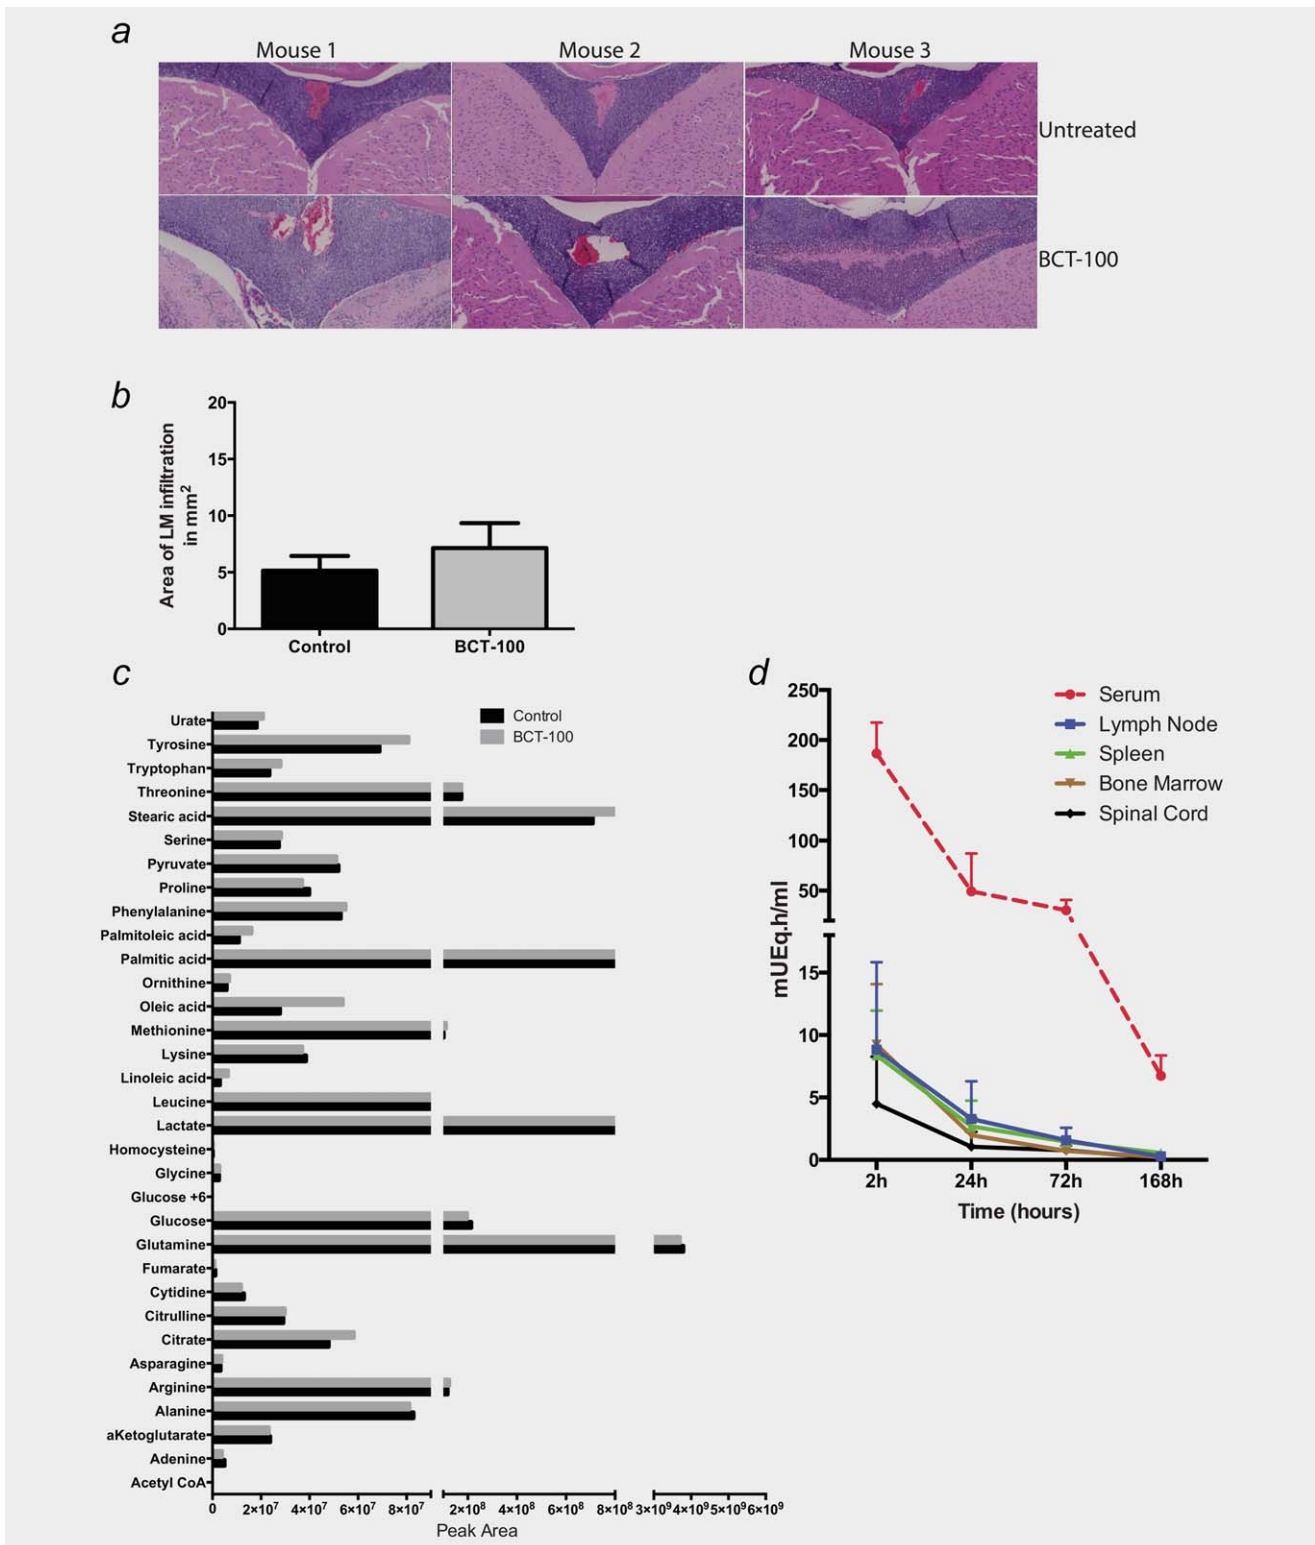 a
Mouse 1 Mouse 2 Mouse 3
Untreated
BCT-100
b
Area of LM infiltration
in mm²
20
15
10
5
0
Control BCT-100
c
Control
BCT-100
Urate
Tyrosine
Tryptophan
Threonine
Stearic acid
Serine
Pyruvate
Proline
Phenylalanine
Palmitoleic acid
Palmitic acid
Ornithine
Oleic acid
Methionine
Lysine
Linoleic acid
Leucine
Lactate
Homocysteine
Glycine
Glucose +6
Glucose
Glutamine
Fumarate
Cytidine
Citrulline
Citrate
Asparagine
Arginine
Alanine
aKetoglutarate
Adenine
Acetyl CoA
0 2×10⁷ 4×10⁷ 6×10⁷ 8×10⁷ 2×10⁸ 4×10⁸ 6×10⁸ 8×10⁸ 3×10⁹ 4×10⁹ 5×10⁹ 6×10⁹
Peak Area
d
Serum
Lymph Node
Spleen
Bone Marrow
Spinal Cord
mUEq.h/ml
250
200
150
100
50
15
10
5
0
2h 24h 72h 168h
Time (hours)